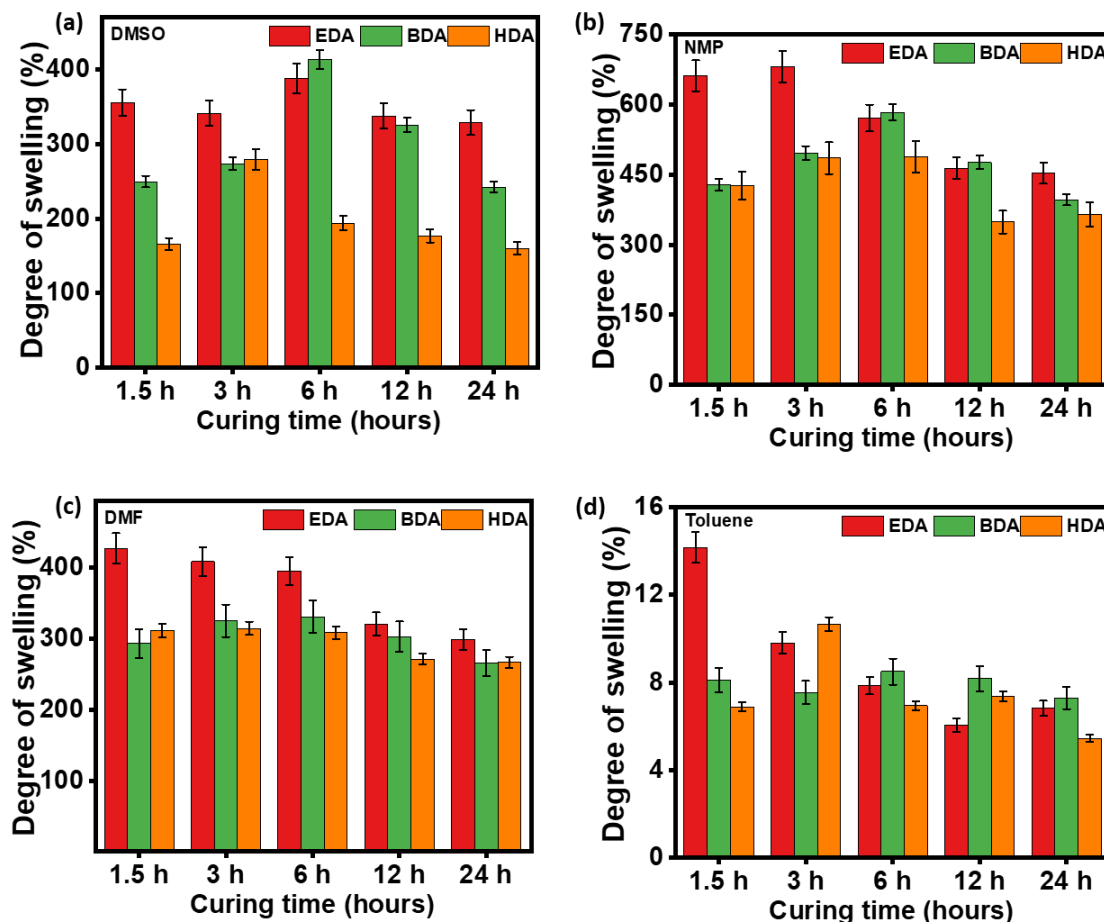 (a)
DMSO
EDA BDA HDA
Degree of swelling (%)
400
300
200
100
0
1.5 h 3 h 6 h 12 h 24 h
Curing time (hours)
(b)
NMP
EDA BDA HDA
Degree of swelling (%)
750
600
450
300
0
1.5 h 3 h 6 h 12 h 24 h
Curing time (hours)
(c)
DMF
EDA BDA HDA
Degree of swelling (%)
400
300
200
100
1.5 h 3 h 6 h 12 h 24 h
Curing time (hours)
(d)
Toluene
EDA BDA HDA
Degree of swelling (%)
16
12
8
4
0
1.5 h 3 h 6 h 12 h 24 h
Curing time (hours)